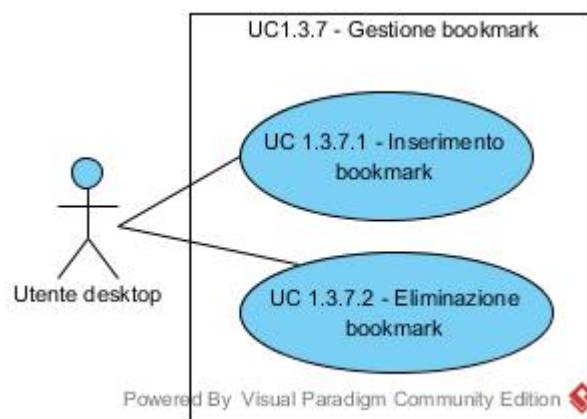 UC1.3.7 - Gestione bookmark
UC 1.3.7.1 - Inserimento
bookmark
Utente desktop
UC 1.3.7.2 - Eliminazione
bookmark
Powered By Visual Paradigm Community Edition